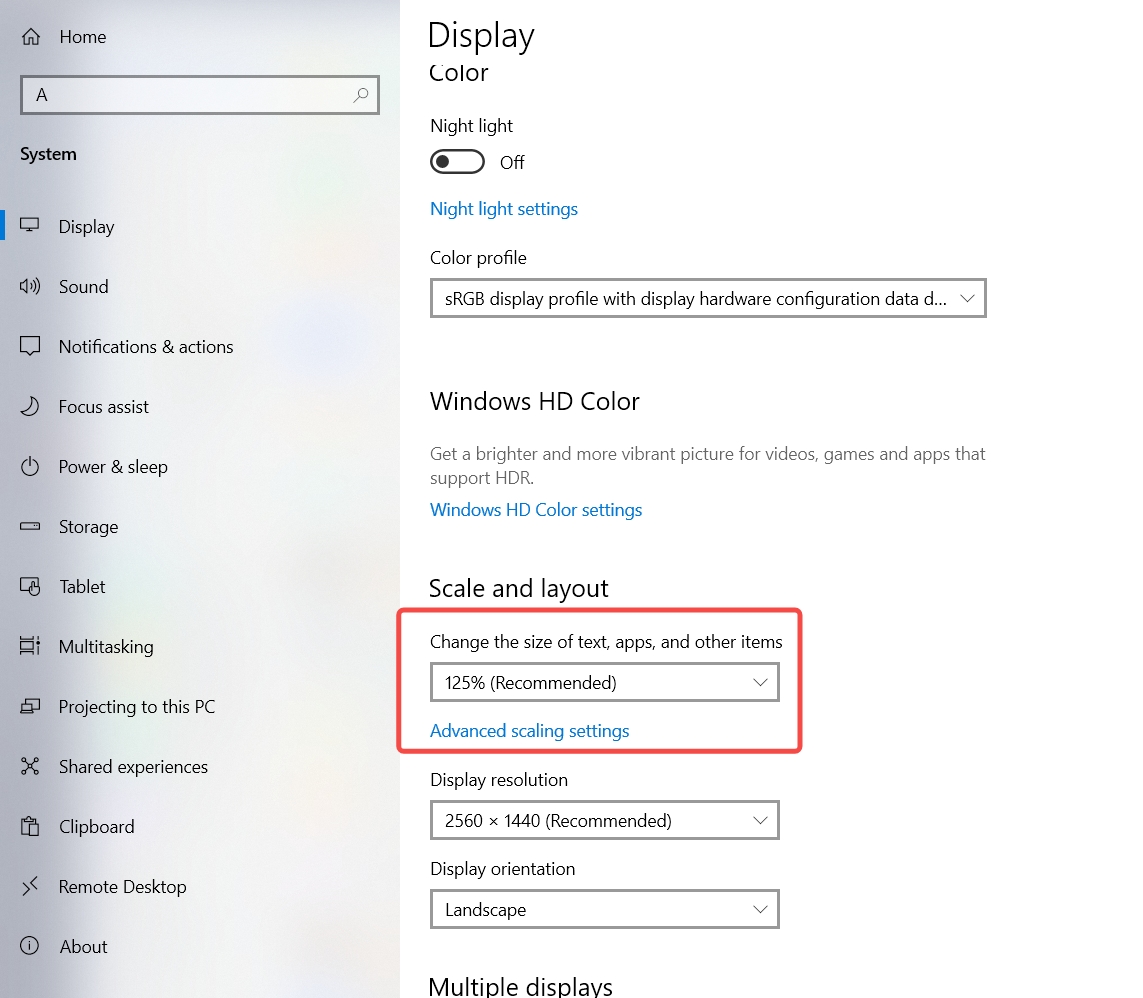 Home
A
System
Display
Sound
Notifications & actions
Focus assist
Power & sleep
Storage
Tablet
Multitasking
Projecting to this PC
Shared experiences
Clipboard
Remote Desktop
About
Display
Color
Night light
Off
Night light settings
Color profile
sRGB display profile with display hardware configuration data d...
Windows HD Color
Get a brighter and more vibrant picture for videos, games and apps that
support HDR.
Windows HD Color settings
Scale and layout
Change the size of text, apps, and other items
125% (Recommended)
Advanced scaling settings
Display resolution
2560 × 1440 (Recommended)
Display orientation
Landscape
Multiple displays